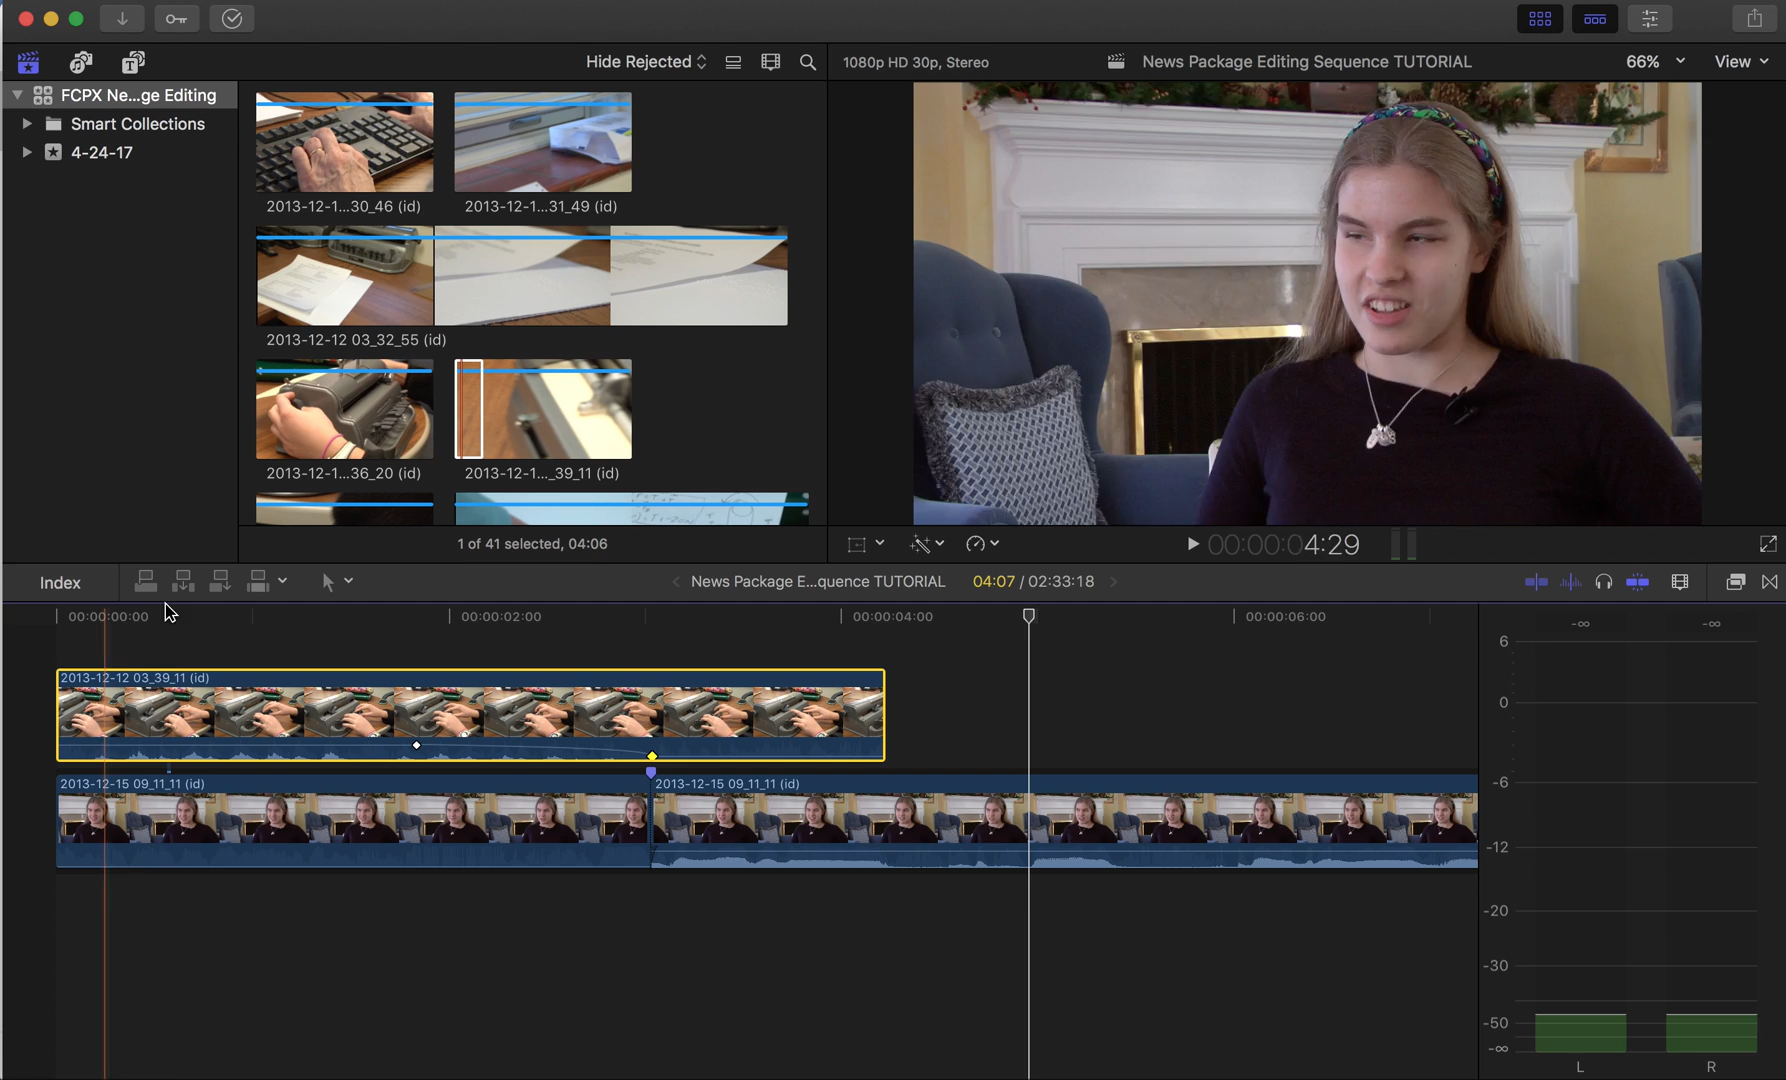 Hide Rejected
1080p HD 30p, Stereo
News Package Editing Sequence TUTORIAL
66%
View
FCPX Ne...ge Editing
Smart Collections
4-24-17
2013-12-1...30_46 (id)
2013-12-1...31_49 (id)
2013-12-12 03_32_55 (id)
2013-12-1...36_20 (id)
2013-12-1..._39_11 (id)
1 of 41 selected, 04:06
00:00:04:29
Index
News Package E...quence TUTORIAL
04:07 / 02:33:18
00:00:00:00
00:00:02:00
00:00:04:00
00:00:06:00
2013-12-12 03_39_11 (id)
2013-12-15 09_11_11 (id)
2013-12-15 09_11_11 (id)
-∞
-∞
6
0
-6
-12
-20
-30
-50
-∞
L
R